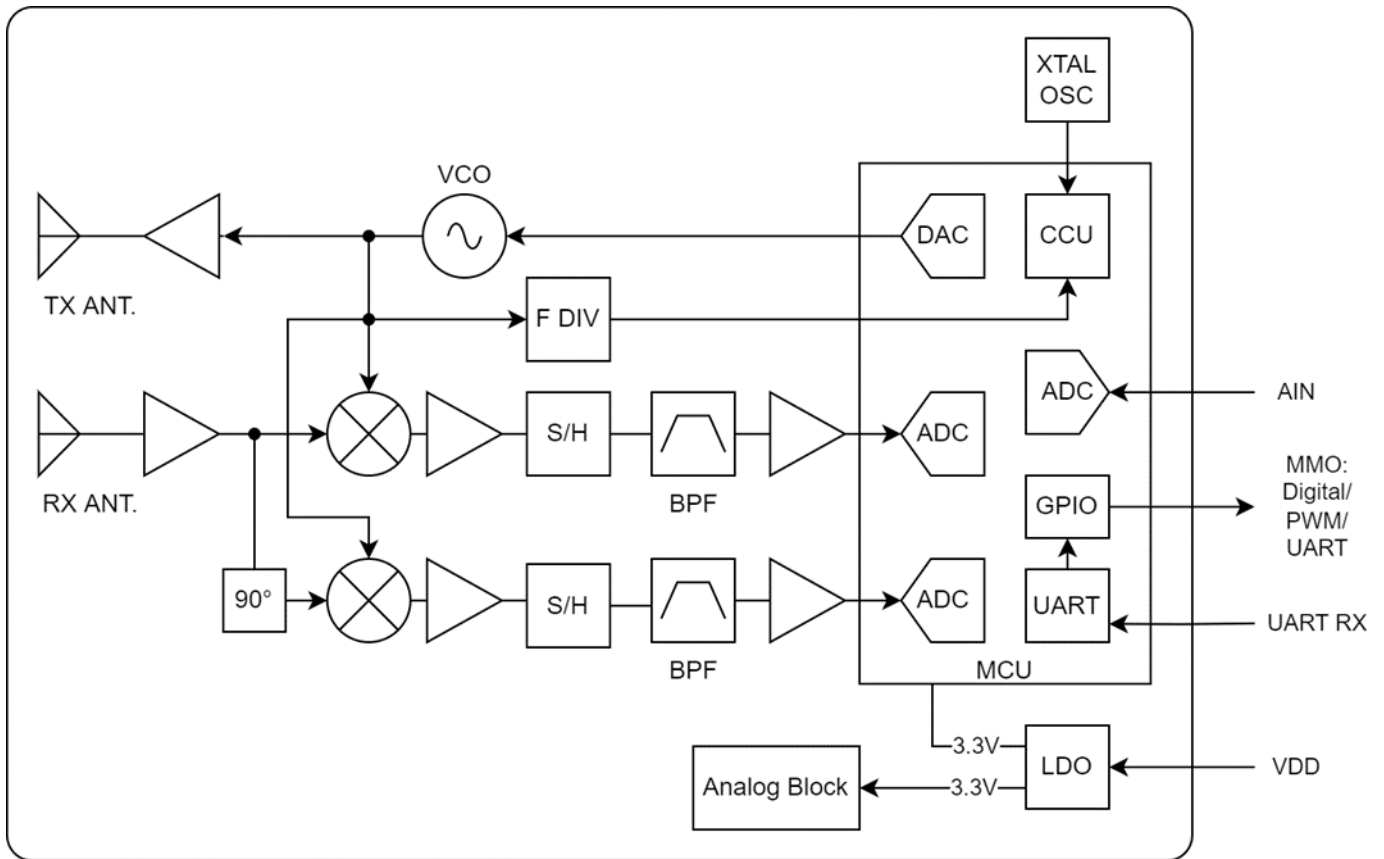 XTAL
OSC
VCO
DAC
CCU
TX ANT.
F DIV
ADC
AIN
S/H
ADC
RX ANT.
BPF
MMO:
Digital/
PWM/
UART
GPIO
90°
S/H
ADC
UART
UART RX
BPF
MCU
3.3V
LDO
VDD
Analog Block
3.3V